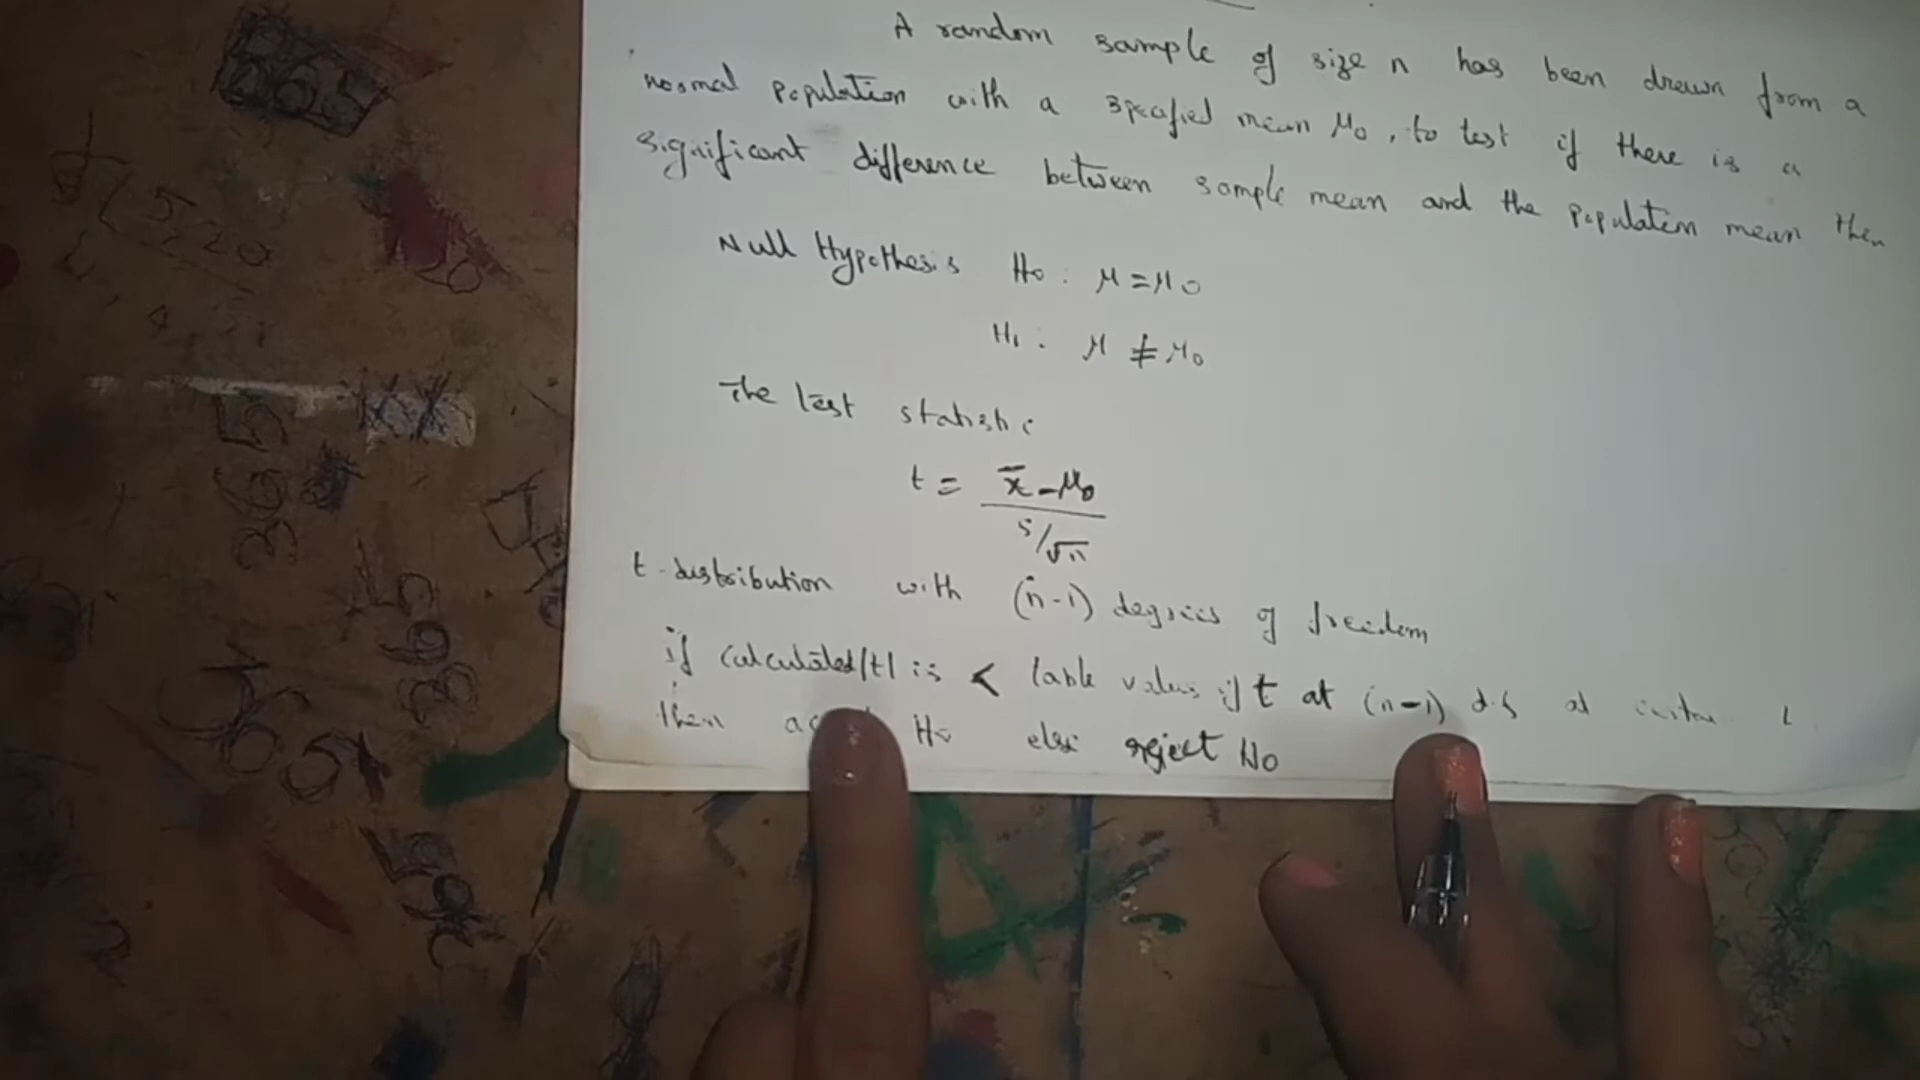 A random sample of size n has been drawn from a
normal population with a specified mean μ0, to test if there is a
significant difference between sample mean and the population mean then
Null Hypothesis H0 : μ = μ0
H1 : μ ≠ μ0
The test statistic
t = x̄ - μ0 / s/√n
t-distribution with (n-1) degrees of freedom
if calculated |t| is < table value of t at (n-1) d.f at
then H0 else reject H0